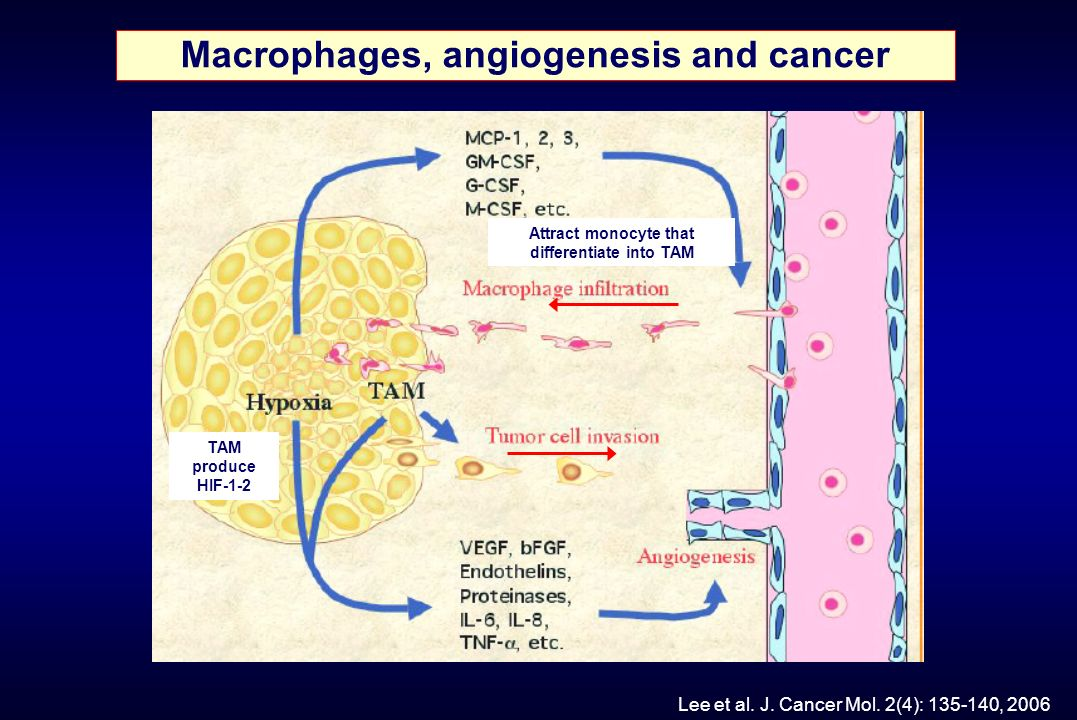 Macrophages, angiogenesis and cancer
MCP-1, 2, 3,
GM-CSF,
G-CSF,
M-CSF, etc.
Attract monocyte that
differentiate into TAM
Macrophage infiltration
Hypoxia
TAM
TAM
produce
HIF-1-2
Tumor cell invasion
VEGF, bFGF,
Endothelins,
Proteinases,
IL-6, IL-8,
TNF-α, etc.
Angiogenesis
Lee et al. J. Cancer Mol. 2(4): 135-140, 2006